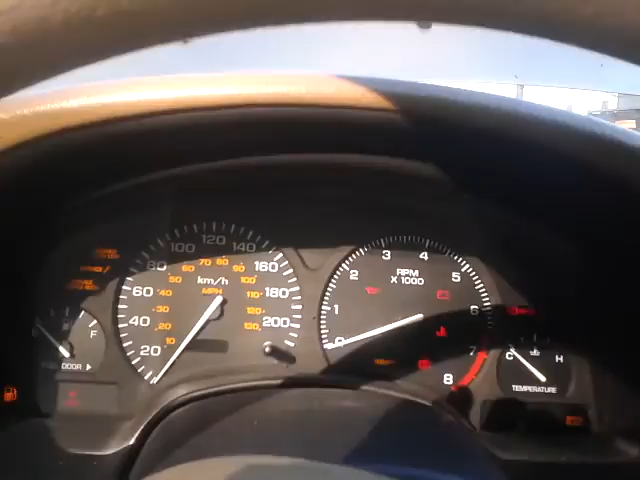 100 120 140
80 160
60 180
40 200
20
50 70 80 90
40 100
30 110
20 120
10 130
km/h
MPH
F
DOOR
RPM
X 1000
0 1 2 3 4 5 6 7 8
C H
TEMPERATURE